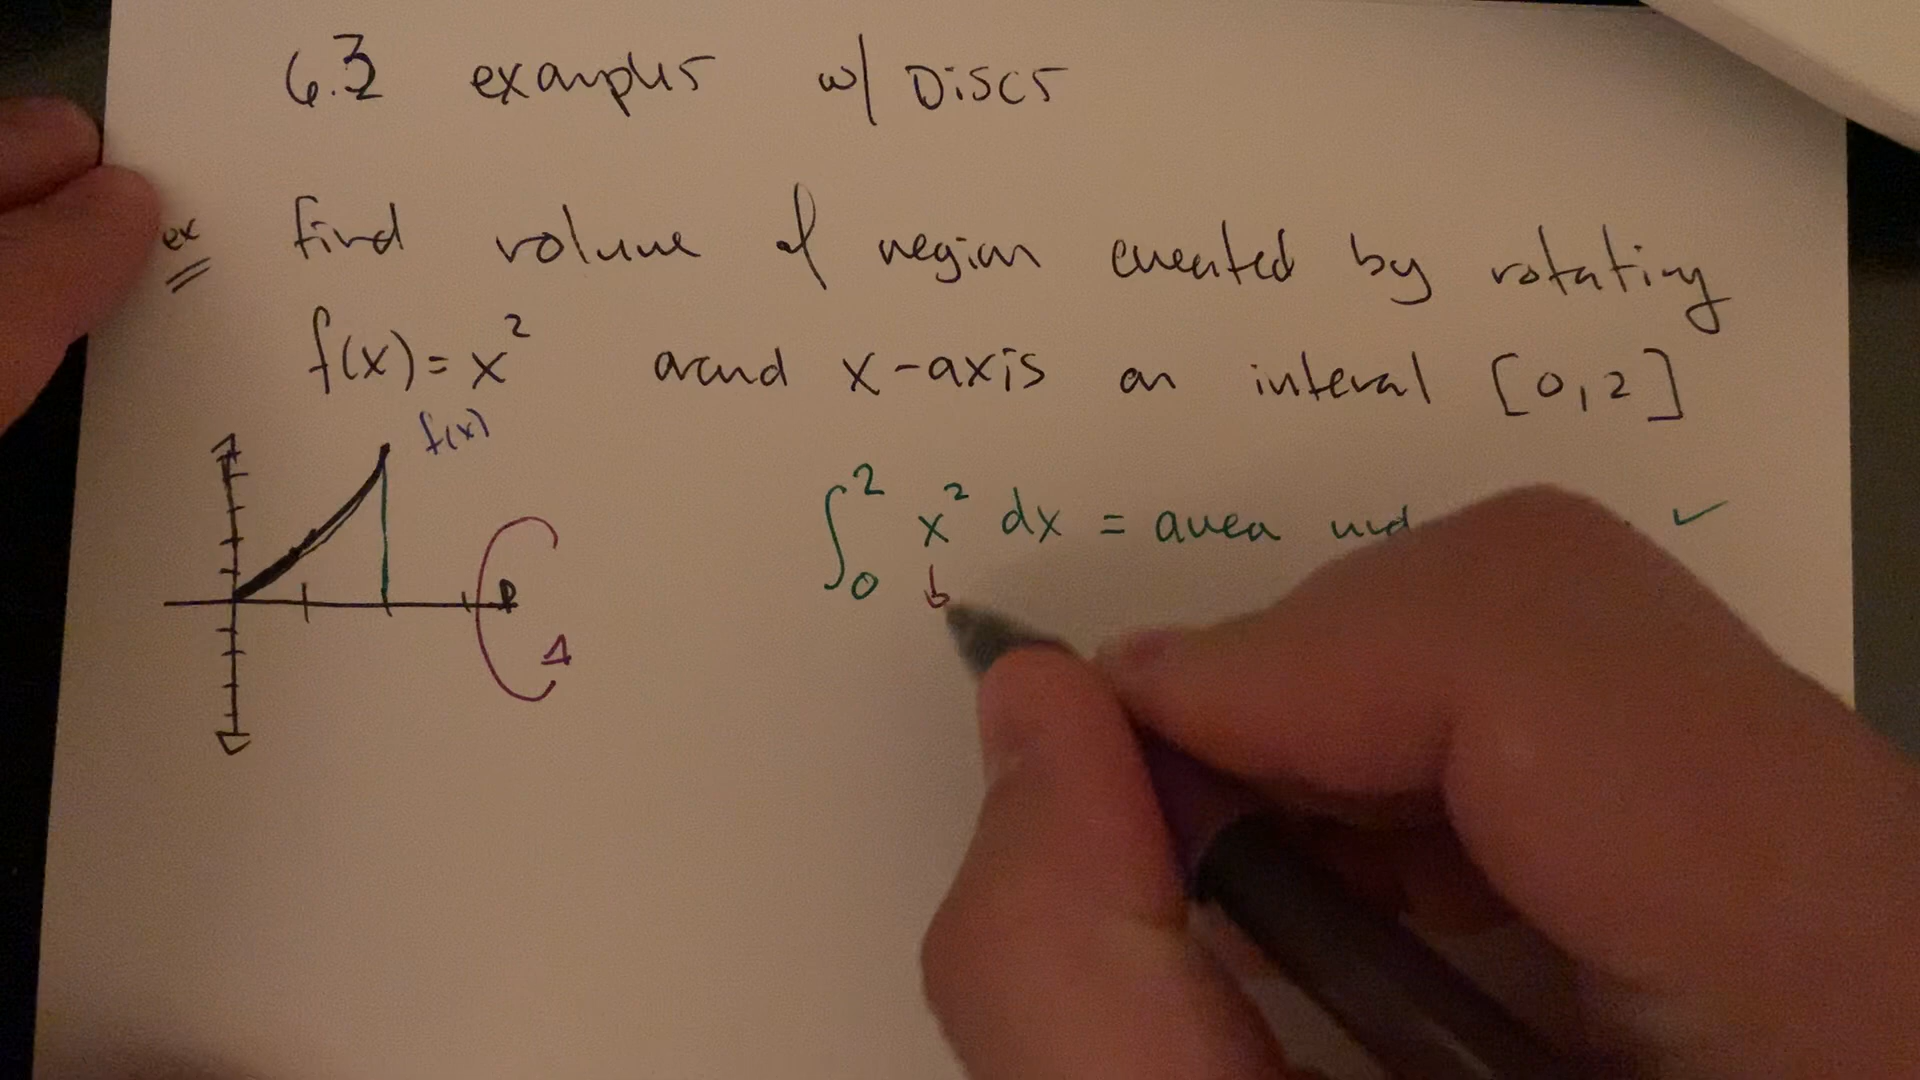 6.3 examples w/ Discs
ex find volume of region created by rotating
f(x) = x² around x-axis on interval [0,2]
f(x)
∫₀² x² dx = area ✓